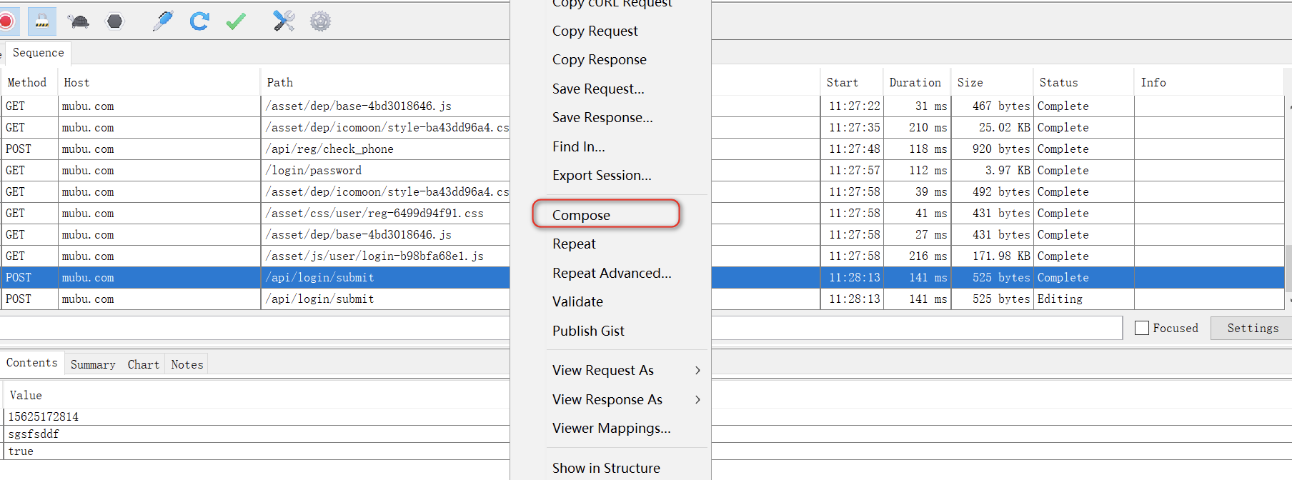 Copy cURL Request
Copy Request
Copy Response
Save Request...
Save Response...
Find In...
Export Session...
Compose
Repeat
Repeat Advanced...
Validate
Publish Gist
View Request As
View Response As
Viewer Mappings...
Show in Structure
Sequence
Method Host Path Start Duration Size Status Info
GET mubu.com /asset/dep/base-4bd3018646.js 11:27:22 31 ms 467 bytes Complete
GET mubu.com /asset/dep/icomoon/style-ba43dd96a4.cs 11:27:35 210 ms 25.02 KB Complete
POST mubu.com /api/reg/check_phone 11:27:48 118 ms 920 bytes Complete
GET mubu.com /login/password 11:27:57 112 ms 3.97 KB Complete
GET mubu.com /asset/dep/icomoon/style-ba43dd96a4.cs 11:27:58 39 ms 492 bytes Complete
GET mubu.com /asset/css/user/reg-6499d94f91.css 11:27:58 41 ms 431 bytes Complete
GET mubu.com /asset/dep/base-4bd3018646.js 11:27:58 27 ms 431 bytes Complete
GET mubu.com /asset/js/user/login-b98bfa68e1.js 11:27:58 216 ms 171.98 KB Complete
POST mubu.com /api/login/submit 11:28:13 141 ms 525 bytes Complete
POST mubu.com /api/login/submit 11:28:13 141 ms 525 bytes Editing
Focused Settings
Contents Summary Chart Notes
Value
15625172814
sgsfsddf
true